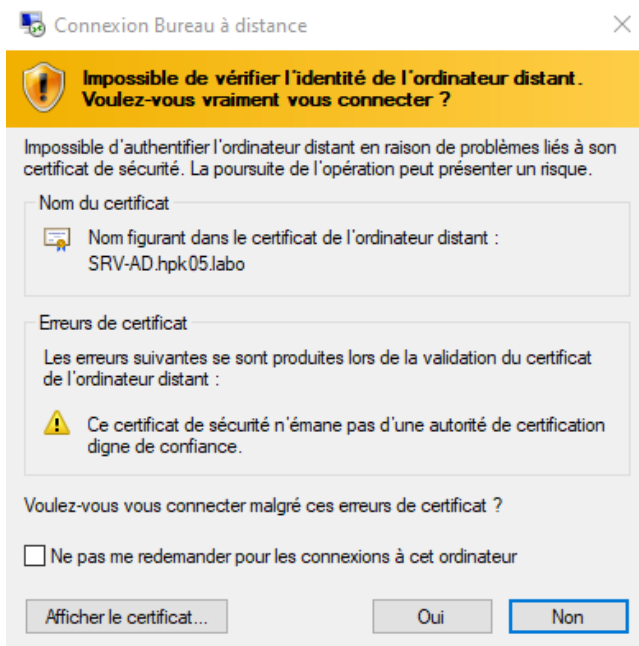 Connexion Bureau à distance
Impossible de vérifier l'identité de l'ordinateur distant.
Voulez-vous vraiment vous connecter ?
Impossible d'authentifier l'ordinateur distant en raison de problèmes liés à son
certificat de sécurité. La poursuite de l'opération peut présenter un risque.
Nom du certificat
Nom figurant dans le certificat de l'ordinateur distant :
SRV-AD.hpk05.labo
Erreurs de certificat
Les erreurs suivantes se sont produites lors de la validation du certificat
de l'ordinateur distant :
Ce certificat de sécurité n'émane pas d'une autorité de certification
digne de confiance.
Voulez-vous vous connecter malgré ces erreurs de certificat ?
Ne pas me redemander pour les connexions à cet ordinateur
Afficher le certificat... Oui Non